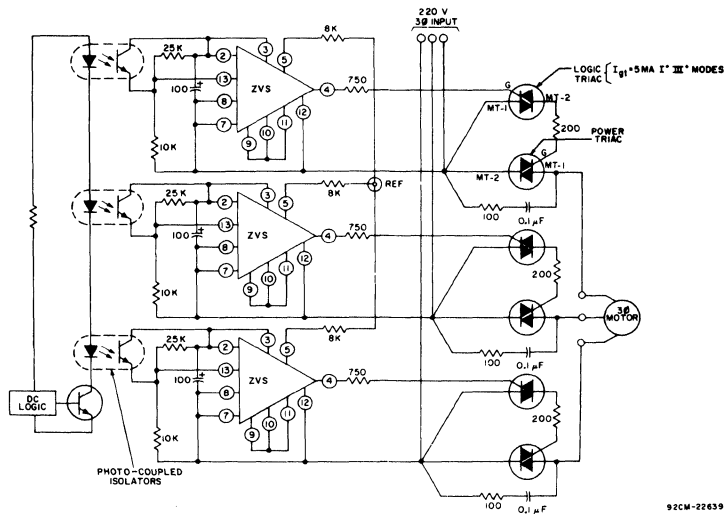 220 V
3Ø INPUT
8K
25K
2
3
5
13
100
+
8
ZVS
4
750
7
12
11
10
9
10K
G
MT-1
MT-2
LOGIC TRIAC { Ig1=5MA I+ III+ MODES
200
POWER TRIAC
G
MT-2
MT-1
100
0.1 µF
REF
8K
25K
2
3
5
13
100
+
8
ZVS
4
750
7
12
11
10
9
10K
200
100
0.1 µF
3Ø
MOTOR
8K
25K
2
3
5
13
100
+
8
ZVS
4
750
7
12
11
10
9
10K
200
100
0.1 µF
DC
LOGIC
PHOTO-COUPLED
ISOLATORS
92CM-22639